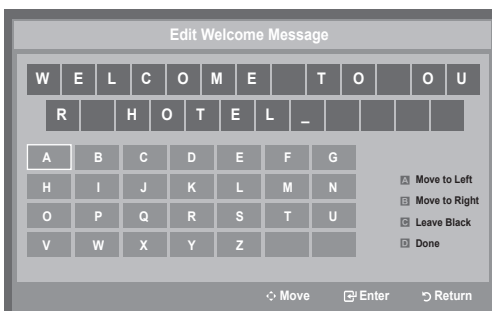 Edit Welcome Message
W E L C O M E T O O U
R H O T E L _
A B C D E F G
H I J K L M N
O P Q R S T U
V W X Y Z
A Move to Left
B Move to Right
C Leave Black
D Done
Move Enter Return